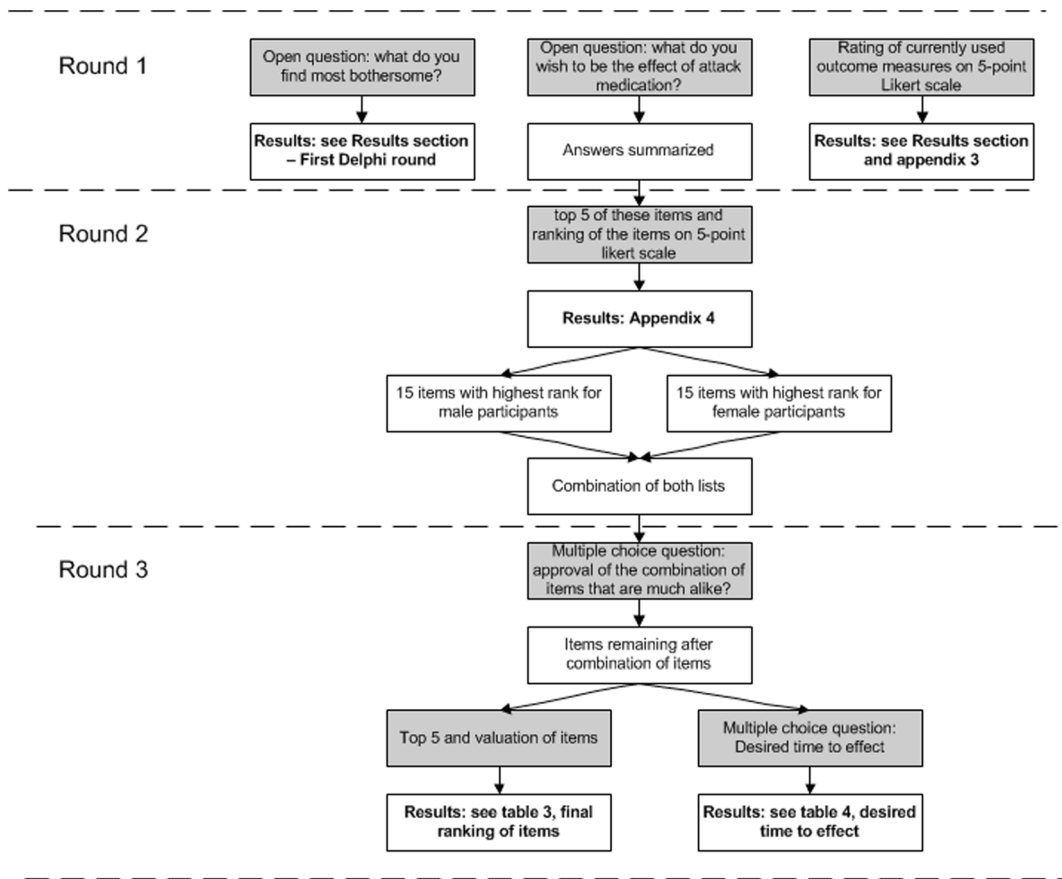 Round 1
Open question: what do you
find most bothersome?
Open question: what do you
wish to be the effect of attack
medication?
Rating of currently used
outcome measures on 5-point
Likert scale
Results: see Results section
– First Delphi round
Answers summarized
Results: see Results section
and appendix 3
Round 2
top 5 of these items and
ranking of the items on 5-point
likert scale
Results: Appendix 4
15 items with highest rank for
male participants
15 items with highest rank for
female participants
Combination of both lists
Round 3
Multiple choice question:
approval of the combination of
items that are much alike?
Items remaining after
combination of items
Top 5 and valuation of items
Multiple choice question:
Desired time to effect
Results: see table 3, final
ranking of items
Results: see table 4, desired
time to effect